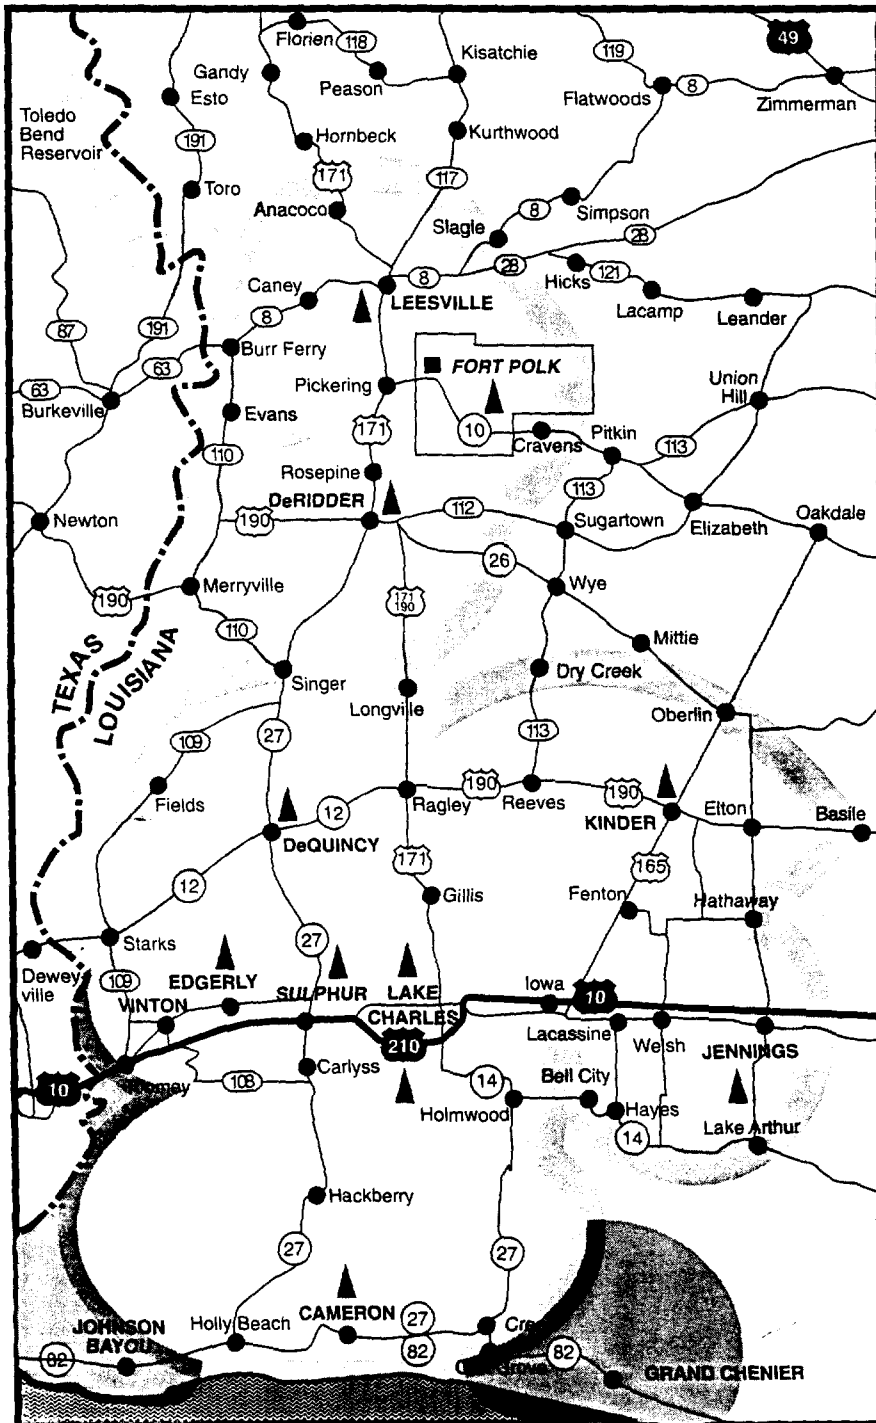 Florien
118
Kisatchie
119
49
Gandy
Esto
Peason
Flatwoods
8
Zimmerman
Toledo
Bend
Reservoir
191
Hornbeck
Kurthwood
171
117
Toro
Anacoco
8
Simpson
Slagle
28
28
Caney
8
Hicks
121
LEESVILLE
Lacamp
Leander
87
191
8
63
Burr Ferry
63
Burkeville
Pickering
FORT POLK
Union
Hill
Evans
171
10
Cravens
Pitkin
113
110
Rosepine
DeRIDDER
113
112
Newton
190
Sugartown
Elizabeth
Oakdale
26
190
Merryville
171
190
Wye
110
Mittie
TEXAS
LOUISIANA
Singer
Dry Creek
Longville
Oberlin
109
27
113
Fields
12
Ragley
190
Reeves
190
KINDER
Elton
Basile
DeQUINCY
171
165
12
Gillis
Fenton
Hathaway
Starks
27
Dewey-
ville
109
EDGERLY
SULPHUR
LAKE
CHARLES
Iowa
10
VINTON
210
Lacassine
Welsh
JENNINGS
10
108
Carlyss
14
Bell City
Holmwood
Hayes
14
Lake Arthur
Hackberry
27
27
CAMERON
27
82
JOHNSON
BAYOU
Holly Beach
82
82
GRAND CHENIER